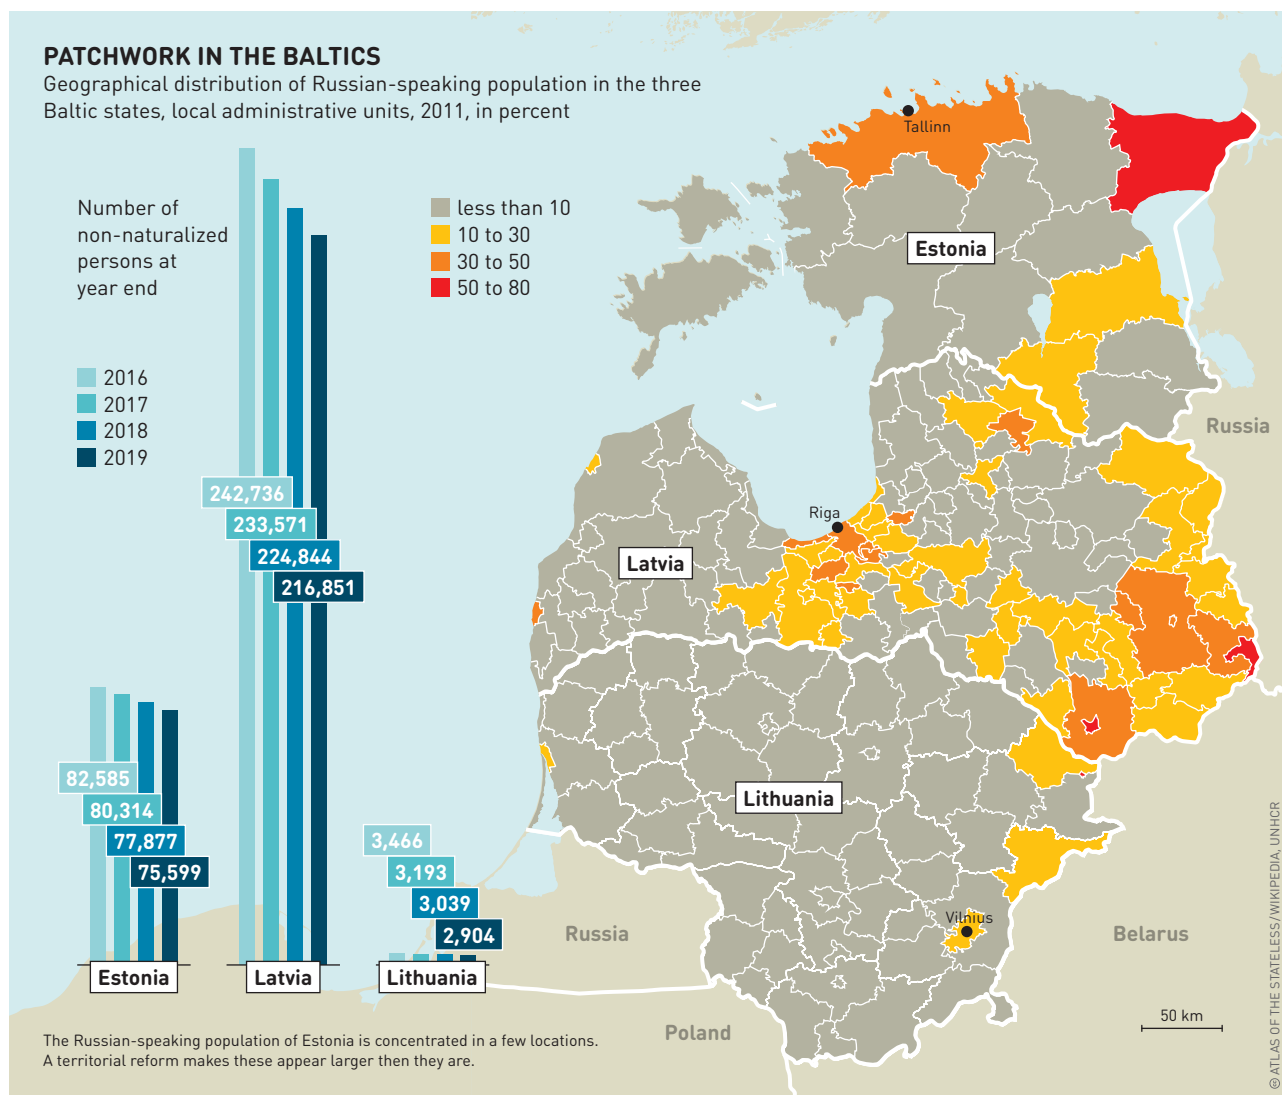 PATCHWORK IN THE BALTICS
Geographical distribution of Russian-speaking population in the three
Baltic states, local administrative units, 2011, in percent
Number of
non-naturalized
persons at
year end
2016
2017
2018
2019
less than 10
10 to 30
30 to 50
50 to 80
Tallinn
Estonia
Russia
Riga
Latvia
Lithuania
Vilnius
Russia
Belarus
Poland
50 km
242,736
233,571
224,844
216,851
82,585
80,314
77,877
75,599
3,466
3,193
3,039
2,904
Estonia
Latvia
Lithuania
The Russian-speaking population of Estonia is concentrated in a few locations.
A territorial reform makes these appear larger then they are.
© ATLAS OF THE STATELESS / WIKIPEDIA, UNHCR